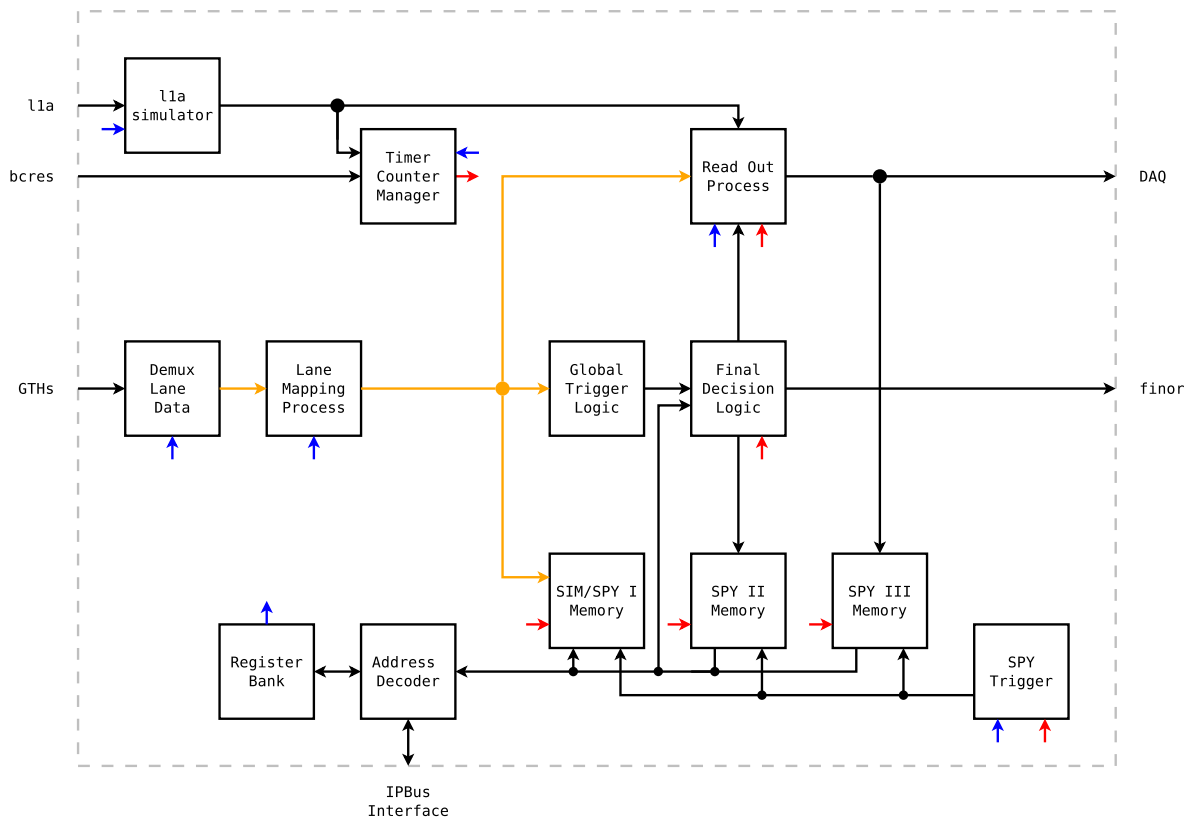 l1a
l1a
simulator
bcres
Timer
Counter
Manager
Read Out
Process
DAQ
GTHs
Demux
Lane
Data
Lane
Mapping
Process
Global
Trigger
Logic
Final
Decision
Logic
finor
SIM/SPY I
Memory
SPY II
Memory
SPY III
Memory
Register
Bank
Address
Decoder
SPY
Trigger
IPBus
Interface